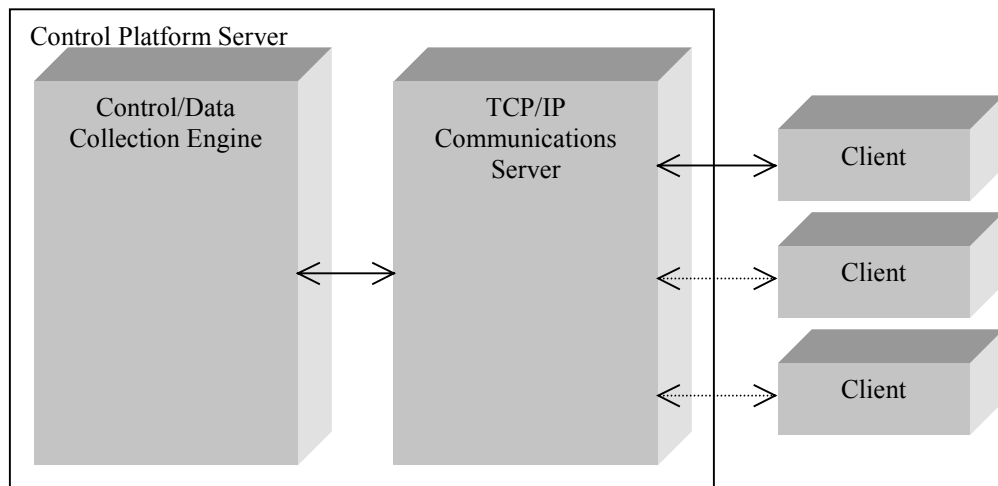 Control Platform Server
Control/Data
Collection Engine
TCP/IP
Communications
Server
Client
Client
Client